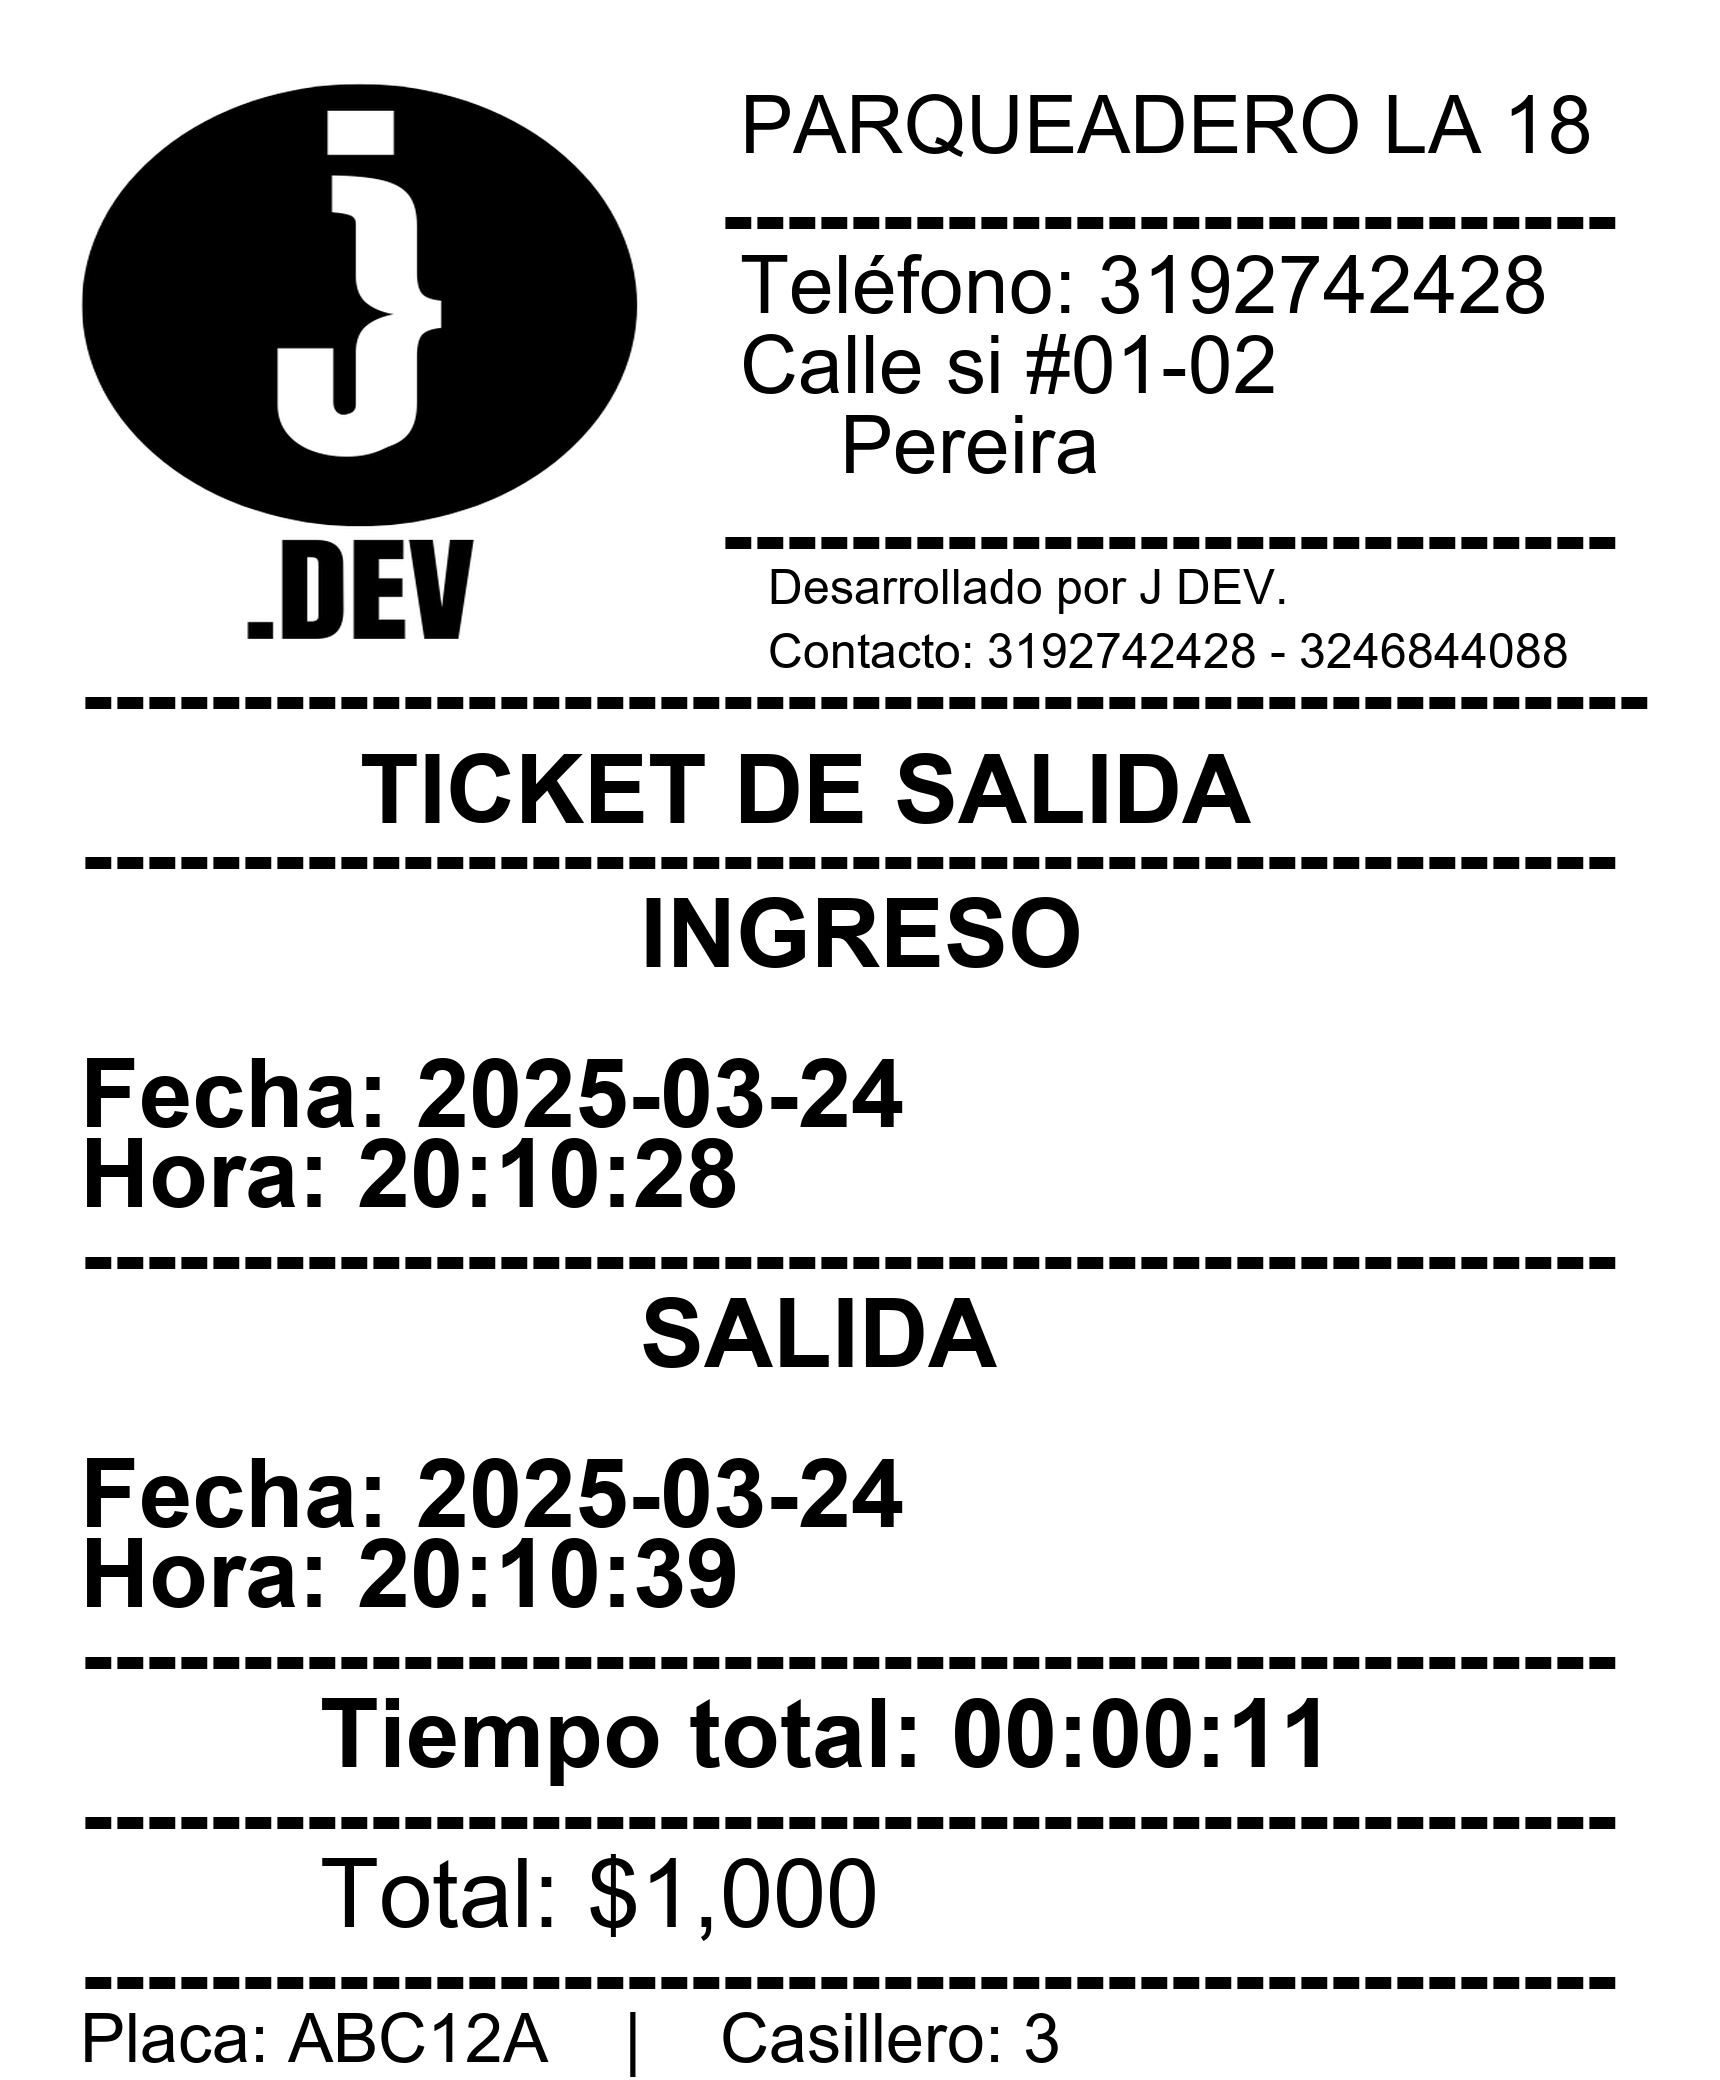 j
.DEV
PARQUEADERO LA 18
----------------------------
Teléfono: 3192742428
Calle si #01-02
Pereira
----------------------------
Desarrollado por J DEV.
Contacto: 3192742428 - 3246844088
-------------------------------------------------
TICKET DE SALIDA
------------------------------------------------
INGRESO
Fecha: 2025-03-24
Hora: 20:10:28
------------------------------------------------
SALIDA
Fecha: 2025-03-24
Hora: 20:10:39
------------------------------------------------
Tiempo total: 00:00:11
------------------------------------------------
Total: $1,000
------------------------------------------------
Placa: ABC12A | Casillero: 3